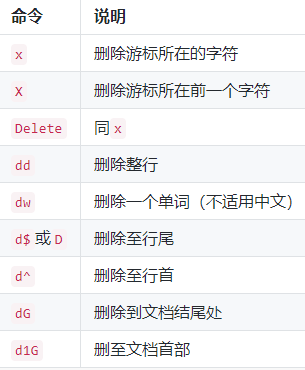 命令 说明
x 删除游标所在的字符
X 删除游标所在前一个字符
Delete 同 x
dd 删除整行
dw 删除一个单词（不适用中文）
d$ 或 D 删除至行尾
d^ 删除至行首
dG 删除到文档结尾处
d1G 删至文档首部